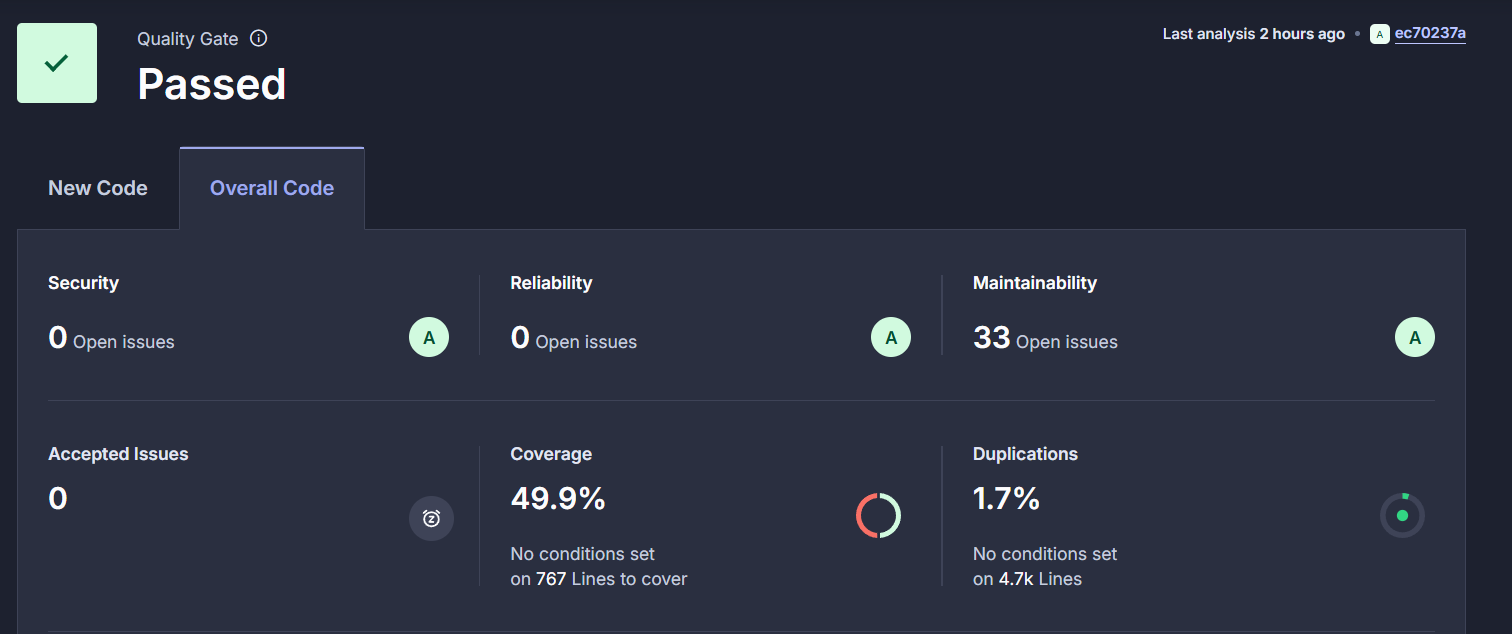 Quality Gate
Last analysis 2 hours ago • A ec70237a
Passed
New Code
Overall Code
Security
Reliability
Maintainability
0 Open issues A
0 Open issues A
33 Open issues A
Accepted Issues
Coverage
Duplications
0
49.9%
1.7%
No conditions set
on 767 Lines to cover
No conditions set
on 4.7k Lines